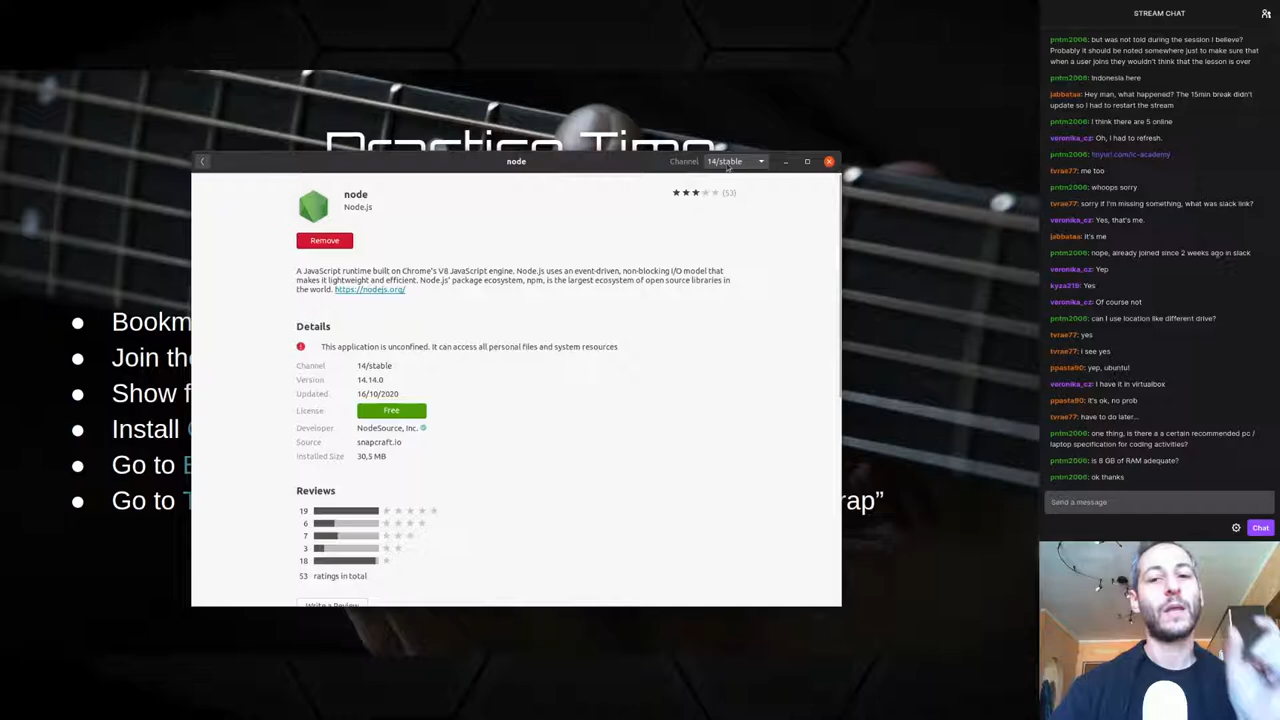 Practice Time
node
Channel
14/stable
node
Node.js
(53)
Remove
A JavaScript runtime built on Chrome's V8 JavaScript engine. Node.js uses an event-driven, non-blocking I/O model that
makes it lightweight and efficient. Node.js' package ecosystem, npm, is the largest ecosystem of open source libraries in
the world. https://nodejs.org/
Details
This application is unconfined. It can access all personal files and system resources
Channel 14/stable
Version 14.14.0
Updated 16/10/2020
License Free
Developer NodeSource, Inc.
Source snapcraft.io
Installed Size 30,5 MB
Reviews
19
6
7
3
18
53 ratings in total
Write a Review
Bookm
Join the
Show f
Install
Go to
Go to
rap”
STREAM CHAT
pntm2006: but was not told during the session I believe?
Probably it should be noted somewhere just to make sure that
when a user joins they wouldn't think that the lesson is over
pntm2006: Indonesia here
jabbataa: Hey man, what happened? The 15min break didn't
update so I had to restart the stream
pntm2006: I think there are 5 online
veronika_cz: Oh, I had to refresh.
pntm2006: tinyurl.com/ic-academy
tvrae77: me too
pntm2006: whoops sorry
tvrae77: sorry if I'm missing something, what was slack link?
veronika_cz: Yes, that's me.
jabbataa: It's me
pntm2006: nope, already joined since 2 weeks ago in slack
veronika_cz: Yep
kyza219: Yes
veronika_cz: Of course not
pntm2006: can I use location like different drive?
tvrae77: yes
tvrae77: i see yes
ppasta90: yep, ubuntu!
veronika_cz: I have it in virtualbox
ppasta90: it's ok, no prob
tvrae77: have to do later...
pntm2006: one thing, is there a a certain recommended pc /
laptop specification for coding activities?
pntm2006: is 8 GB of RAM adequate?
pntm2006: ok thanks
Send a message
Chat